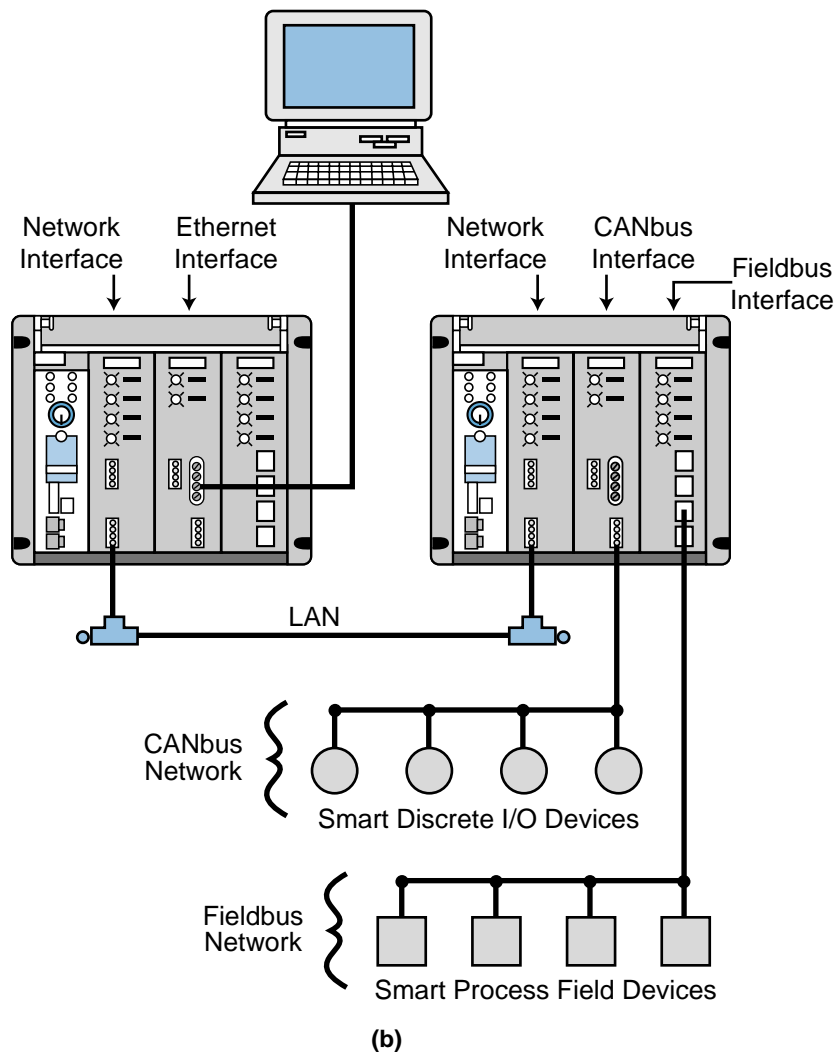 Network
Interface
Ethernet
Interface
Network
Interface
CANbus
Interface
Fieldbus
Interface
LAN
CANbus
Network
Smart Discrete I/O Devices
Fieldbus
Network
Smart Process Field Devices
(b)